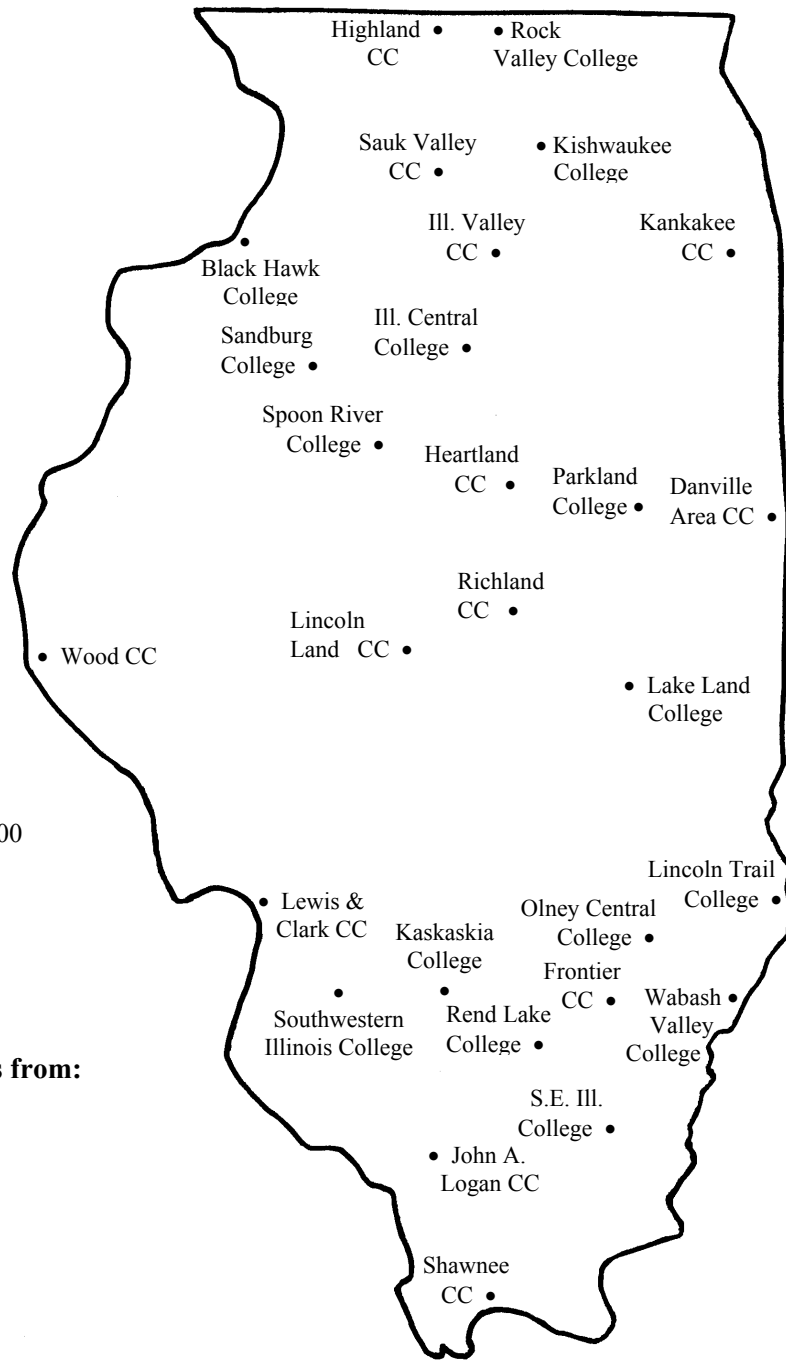 Highland
CC
Rock
Valley College
Sauk Valley
CC
Kishwaukee
College
Ill. Valley
CC
Kankakee
CC
Black Hawk
College
Ill. Central
College
Sandburg
College
Spoon River
College
Heartland
CC
Parkland
College
Danville
Area CC
Richland
CC
Lincoln
Land CC
Wood CC
Lake Land
College
00
Lincoln Trail
College
Lewis &
Clark CC
Olney Central
College
Kaskaskia
College
Frontier
CC
Wabash
Valley
College
Southwestern
Illinois College
Rend Lake
College
s from:
S.E. Ill.
College
John A.
Logan CC
Shawnee
CC